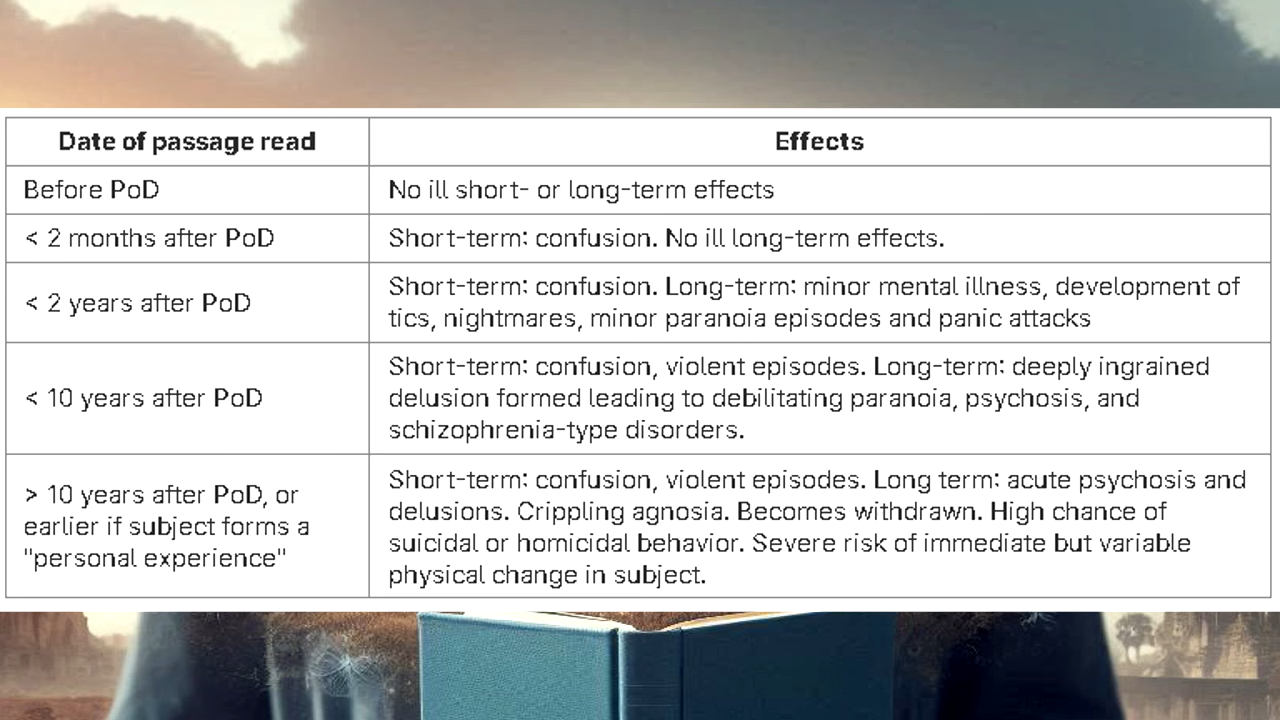 Date of passage read
Effects
Before PoD
No ill short- or long-term effects
< 2 months after PoD
Short-term: confusion. No ill long-term effects.
< 2 years after PoD
Short-term: confusion. Long-term: minor mental illness, development of
tics, nightmares, minor paranoia episodes and panic attacks
< 10 years after PoD
Short-term: confusion, violent episodes. Long-term: deeply ingrained
delusion formed leading to debilitating paranoia, psychosis, and
schizophrenia-type disorders.
> 10 years after PoD, or
earlier if subject forms a
"personal experience"
Short-term: confusion, violent episodes. Long term: acute psychosis and
delusions. Crippling agnosia. Becomes withdrawn. High chance of
suicidal or homicidal behavior. Severe risk of immediate but variable
physical change in subject.